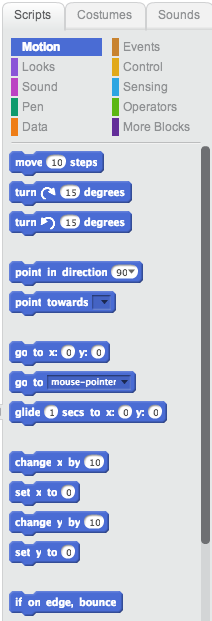 Scripts Costumes Sounds
Motion Events
Looks Control
Sound Sensing
Pen Operators
Data More Blocks
move 10 steps
turn 15 degrees
turn 15 degrees
point in direction 90
point towards
go to x: 0 y: 0
go to mouse-pointer
glide 1 secs to x: 0 y: 0
change x by 10
set x to 0
change y by 10
set y to 0
if on edge, bounce